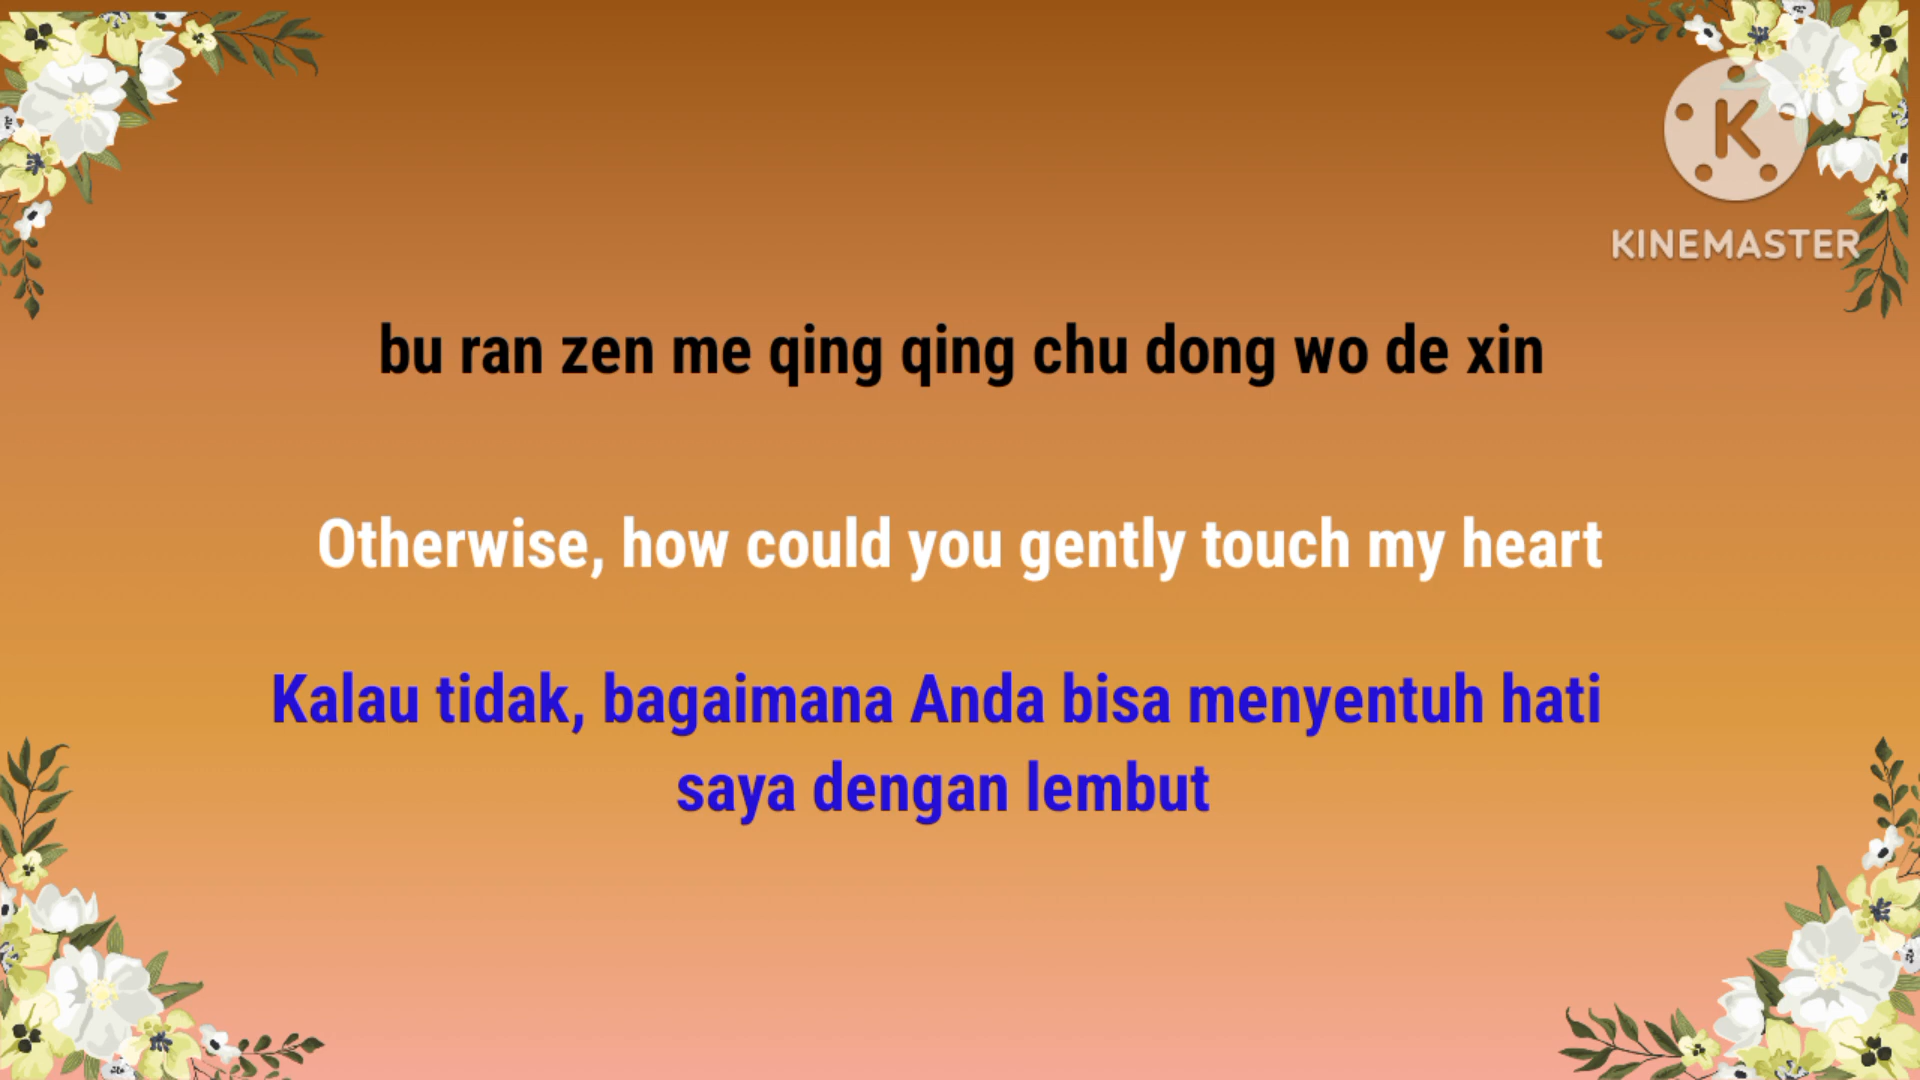 K
KINEMASTER
bu ran zen me qing qing chu dong wo de xin
Otherwise, how could you gently touch my heart
Kalau tidak, bagaimana Anda bisa menyentuh hati
saya dengan lembut